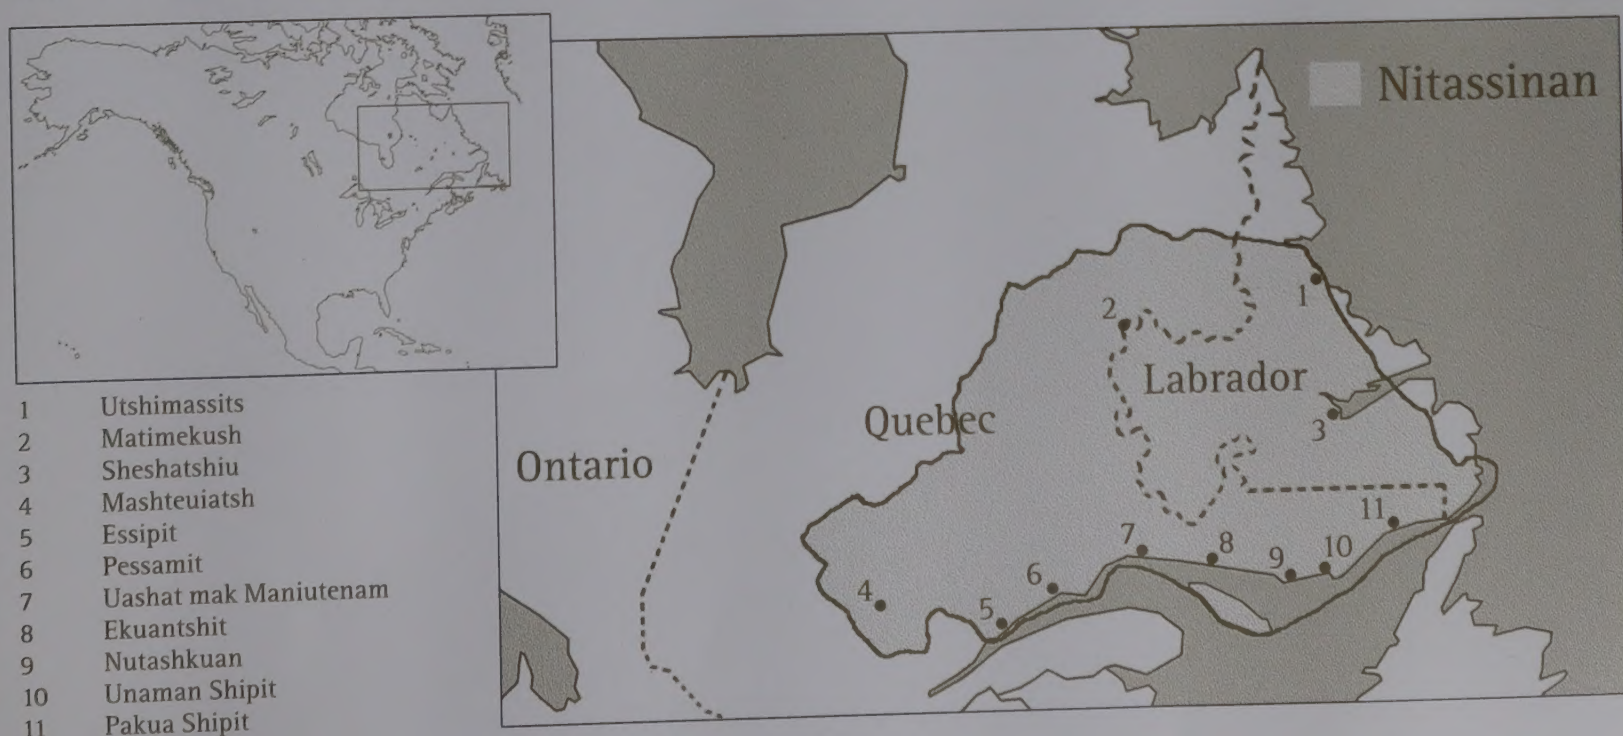 Nitassinan
1
2
Labrador
Quebec
3
Ontario
11
7
8
9
10
6
4
5
1 Utshimassits
2 Matimekush
3 Sheshatshiu
4 Mashteuiatsh
5 Essipit
6 Pessamit
7 Uashat mak Maniutenam
8 Ekuantshit
9 Nutashkuan
10 Unaman Shipit
11 Pakua Shipit